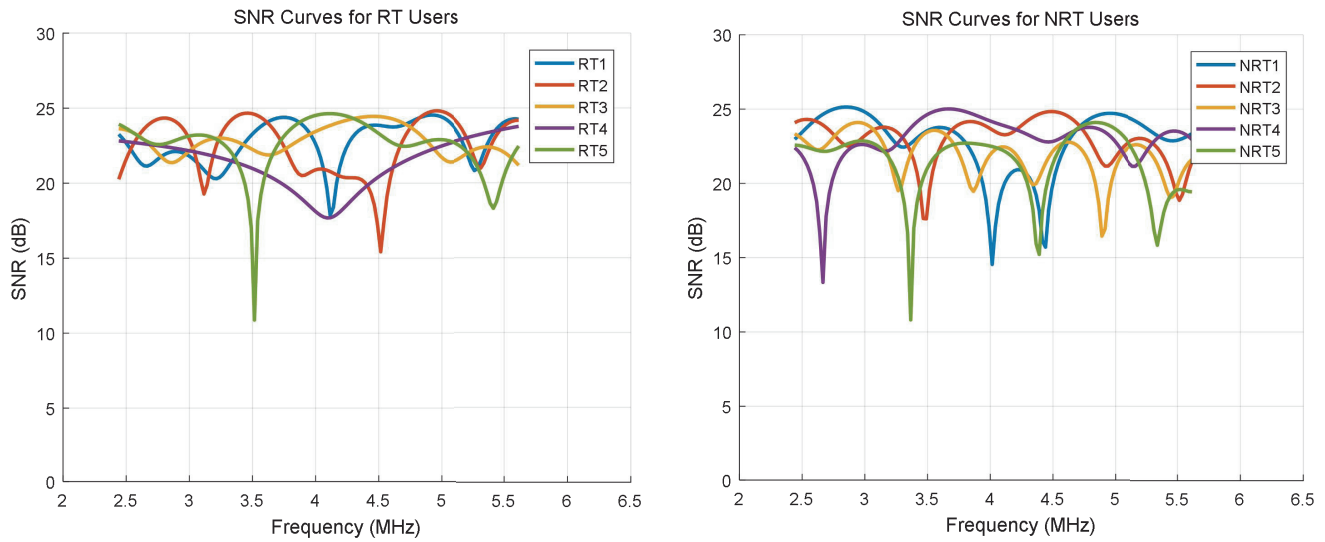 SNR Curves for RT Users
30
25
20
15
10
5
0
SNR (dB)
2
2.5
3
3.5
4
4.5
5
5.5
6
6.5
Frequency (MHz)
RT1
RT2
RT3
RT4
RT5
SNR Curves for NRT Users
30
25
20
15
10
5
0
SNR (dB)
2
2.5
3
3.5
4
4.5
5
5.5
6
6.5
Frequency (MHz)
NRT1
NRT2
NRT3
NRT4
NRT5